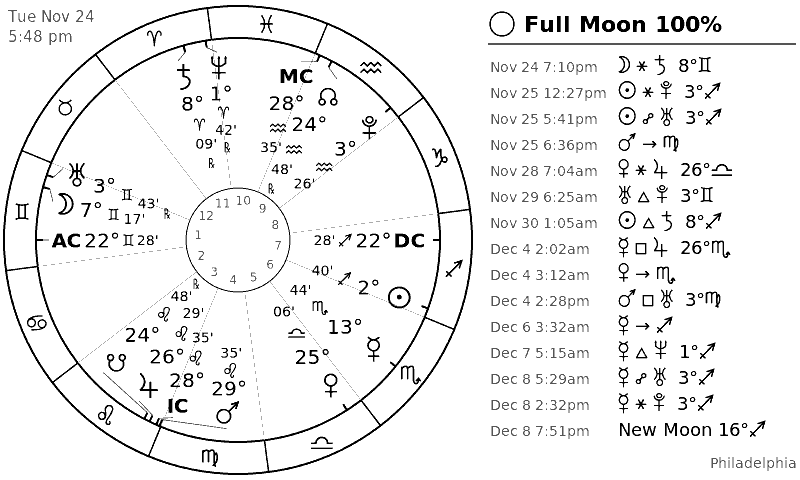 Tue Nov 24
5:48 pm
♈ ♓ ♒ ♑ ♐ ♏ ♎ ♍ ♌ ♋ ♊ ♉
♄ 8° ♈ 09' ℞
♆ 1° ♈ 42' ℞
MC 28° ♒ 35'
☊ 24° ♒ 48' ℞
♇ 3° ♒ 26'
♅ 3° ♊ 43' ℞
☽ 7° ♊ 17'
AC 22° ♊ 28'
28' ♐ 22° DC
40' ♐ 2° ☉
44' ♏ 13° ☿
06' ♎ 25° ♀
☋ 24° ♌ 48' ℞
♃ 26° ♌ 29'
IC 28° ♌ 35'
♂ 29° ♌ 35'
1 2 3 4 5 6 7 8 9 10 11 12
○ Full Moon 100%
Nov 24 7:10pm ☽ ⚹ ♄ 8°♊
Nov 25 12:27pm ☉ ⚹ ♇ 3°♐
Nov 25 5:41pm ☉ ☍ ♅ 3°♐
Nov 25 6:36pm ♂ → ♍
Nov 28 7:04am ♀ ⚹ ♃ 26°♎
Nov 29 6:25am ♅ △ ♇ 3°♊
Nov 30 1:05am ☉ △ ♄ 8°♐
Dec 4 2:02am ☿ □ ♃ 26°♏
Dec 4 3:12am ♀ → ♏
Dec 4 2:28pm ♂ □ ♅ 3°♍
Dec 6 3:32am ☿ → ♐
Dec 7 5:15am ☿ △ ♆ 1°♐
Dec 8 5:29am ☿ ☍ ♅ 3°♐
Dec 8 2:32pm ☿ ⚹ ♇ 3°♐
Dec 8 7:51pm New Moon 16°♐
Philadelphia